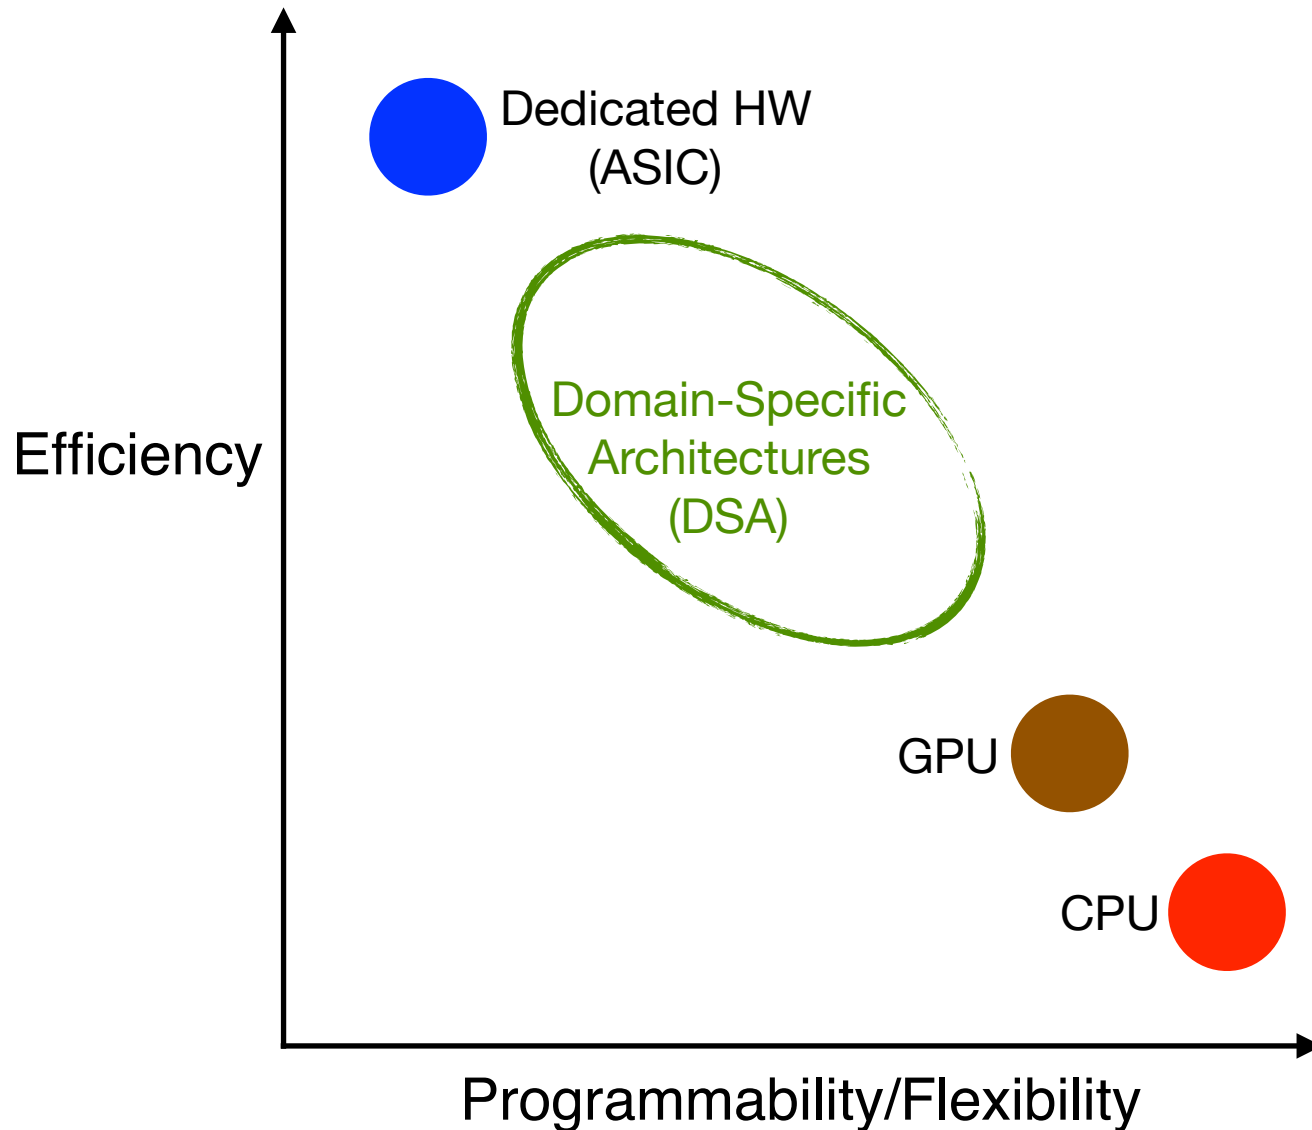 Dedicated HW
(ASIC)
Domain-Specific
Architectures
(DSA)
Efficiency
GPU
CPU
Programmability/Flexibility